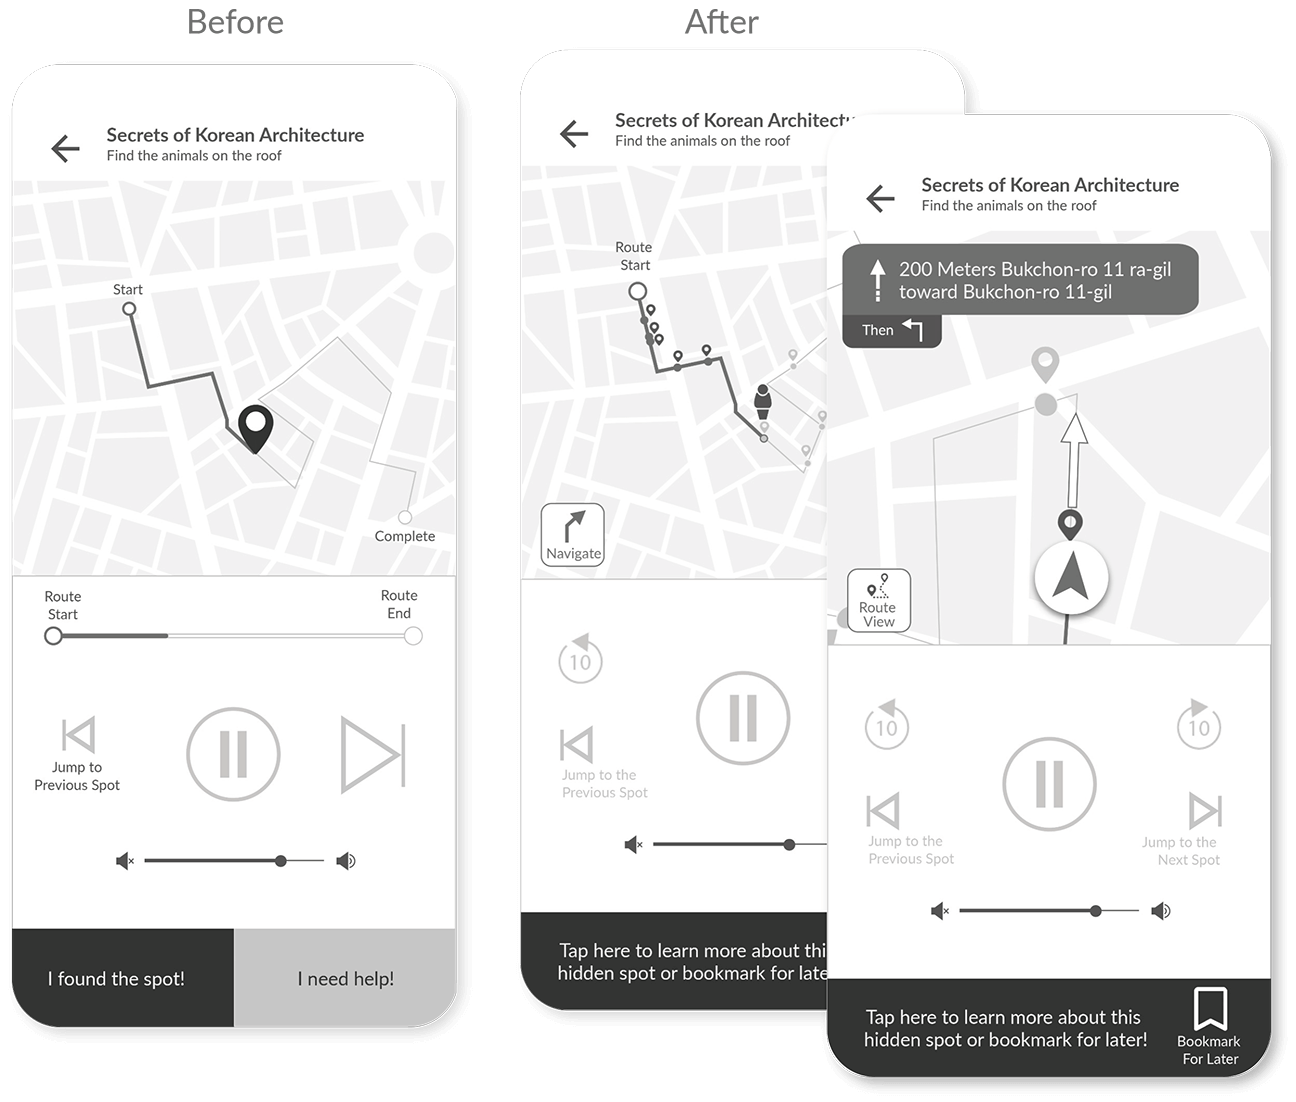 Before
Secrets of Korean Architecture
Find the animals on the roof
Start
Complete
Route
Start
Route
End
Jump to
Previous Spot
I found the spot!
I need help!
After
Secrets of Korean Architectu
Find the animals on the roof
Route
Start
Navigate
10
Jump to the
Previous Spot
Tap here to learn more about thi
hidden spot or bookmark for late
Secrets of Korean Architecture
Find the animals on the roof
200 Meters Bukchon-ro 11 ra-gil
toward Bukchon-ro 11-gil
Then
Route
View
10
10
Jump to the
Previous Spot
Jump to the
Next Spot
Tap here to learn more about this
hidden spot or bookmark for later!
Bookmark
For Later